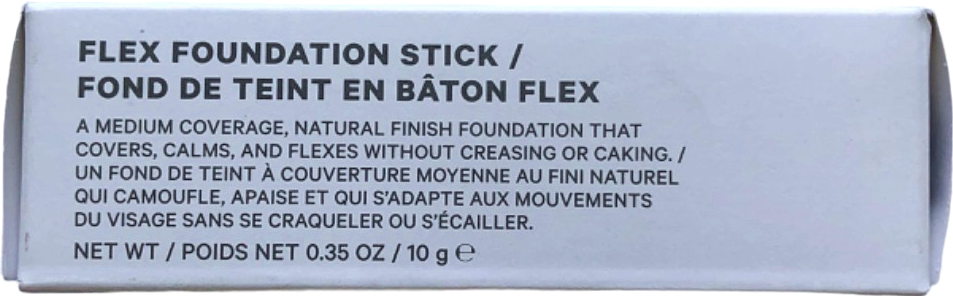 FLEX FOUNDATION STICK /
FOND DE TEINT EN BÂTON FLEX
A MEDIUM COVERAGE, NATURAL FINISH FOUNDATION THAT
COVERS, CALMS, AND FLEXES WITHOUT CREASING OR CAKING. /
UN FOND DE TEINT À COUVERTURE MOYENNE AU FINI NATUREL
QUI CAMOUFLE, APAISE ET QUI S'ADAPTE AUX MOUVEMENTS
DU VISAGE SANS SE CRAQUELER OU S'ÉCAILLER.
NET WT / POIDS NET 0.35 OZ / 10 g ℮